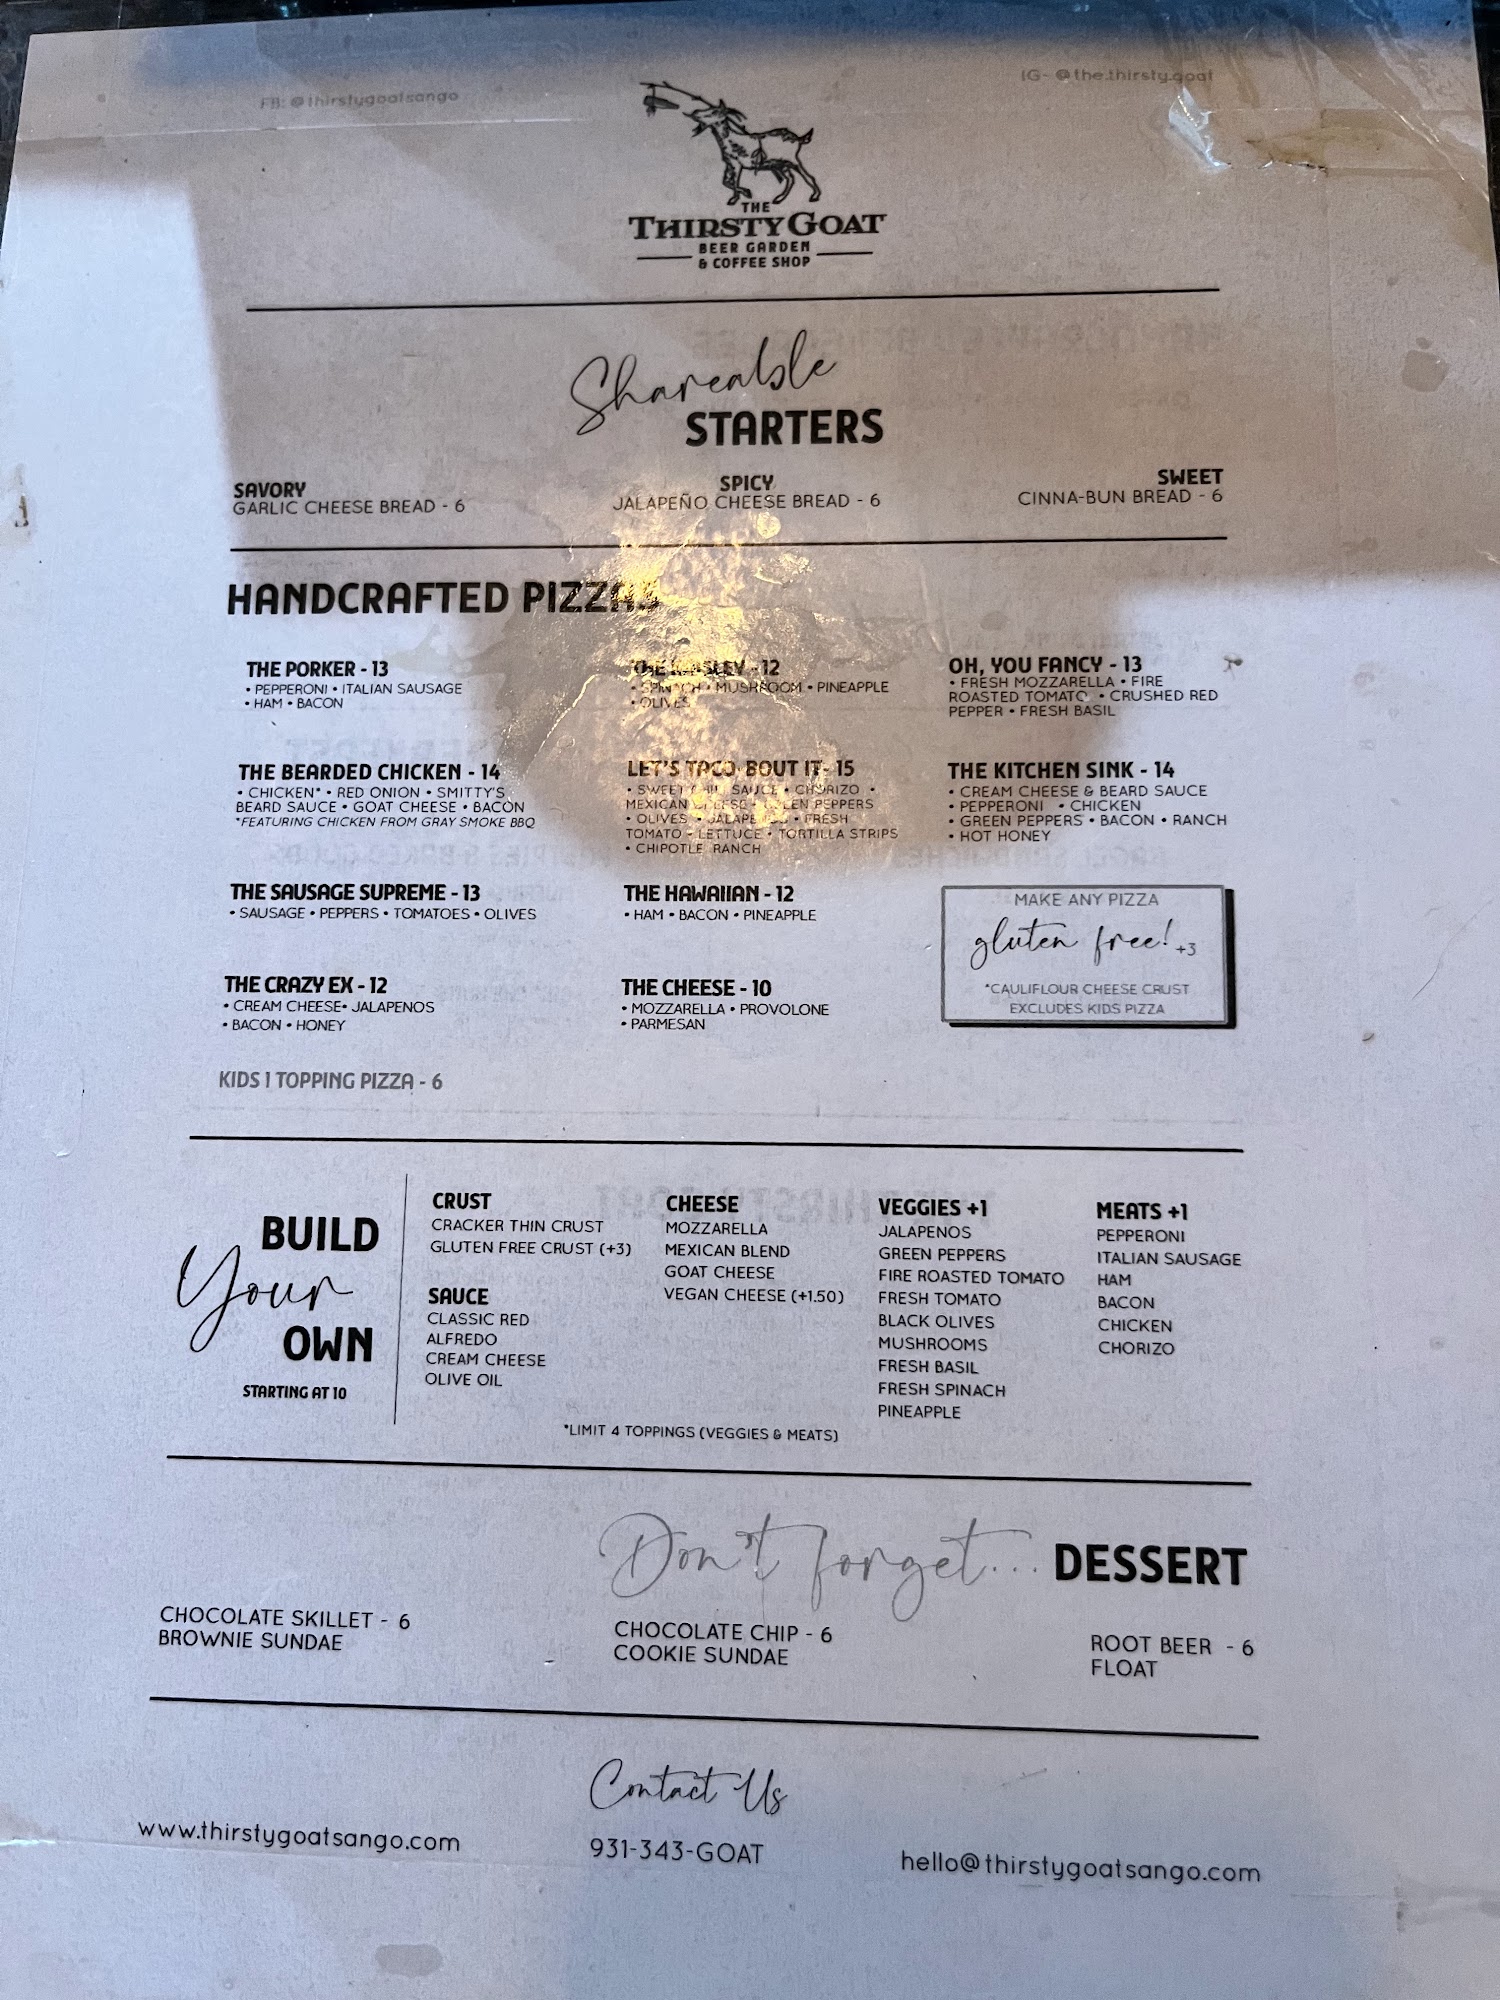 FB: @thirstygoatsango
IG- @the.thirsty.goat
THE
THIRSTY GOAT
BEER GARDEN
& COFFEE SHOP
Shareable
STARTERS
SAVORY
GARLIC CHEESE BREAD - 6
SPICY
JALAPEÑO CHEESE BREAD - 6
SWEET
CINNA-BUN BREAD - 6
HANDCRAFTED PIZZAS
THE PORKER - 13
• PEPPERONI • ITALIAN SAUSAGE
• HAM • BACON
THE - 12
• SPINACH • MUSHROOM • PINEAPPLE
• OLIVES
OH, YOU FANCY - 13
• FRESH MOZZARELLA • FIRE
ROASTED TOMATO • CRUSHED RED
PEPPER • FRESH BASIL
THE BEARDED CHICKEN - 14
• CHICKEN* • RED ONION • SMITTY'S
BEARD SAUCE • GOAT CHEESE • BACON
*FEATURING CHICKEN FROM GRAY SMOKE BBQ
LET'S TACO BOUT IT- 15
• SWEET CHILI SAUCE • CHORIZO •
MEXICAN CHEESE • GREEN PEPPERS
• OLIVES • JALAPENOS • FRESH
TOMATO • LETTUCE • TORTILLA STRIPS
• CHIPOTLE RANCH
THE KITCHEN SINK - 14
• CREAM CHEESE & BEARD SAUCE
• PEPPERONI • CHICKEN
• GREEN PEPPERS • BACON • RANCH
• HOT HONEY
THE SAUSAGE SUPREME - 13
• SAUSAGE • PEPPERS • TOMATOES • OLIVES
THE HAWAIIAN - 12
• HAM • BACON • PINEAPPLE
MAKE ANY PIZZA
gluten free! +3
*CAULIFLOUR CHEESE CRUST
EXCLUDES KIDS PIZZA
THE CRAZY EX - 12
• CREAM CHEESE• JALAPENOS
• BACON • HONEY
THE CHEESE - 10
• MOZZARELLA • PROVOLONE
• PARMESAN
KIDS 1 TOPPING PIZZA - 6
BUILD
Your
OWN
STARTING AT 10
CRUST
CRACKER THIN CRUST
GLUTEN FREE CRUST (+3)
SAUCE
CLASSIC RED
ALFREDO
CREAM CHEESE
OLIVE OIL
CHEESE
MOZZARELLA
MEXICAN BLEND
GOAT CHEESE
VEGAN CHEESE (+1.50)
VEGGIES +1
JALAPENOS
GREEN PEPPERS
FIRE ROASTED TOMATO
FRESH TOMATO
BLACK OLIVES
MUSHROOMS
FRESH BASIL
FRESH SPINACH
PINEAPPLE
MEATS +1
PEPPERONI
ITALIAN SAUSAGE
HAM
BACON
CHICKEN
CHORIZO
*LIMIT 4 TOPPINGS (VEGGIES & MEATS)
Don't forget... DESSERT
CHOCOLATE SKILLET - 6
BROWNIE SUNDAE
CHOCOLATE CHIP - 6
COOKIE SUNDAE
ROOT BEER - 6
FLOAT
Contact Us
www.thirstygoatsango.com
931-343-GOAT
hello@thirstygoatsango.com